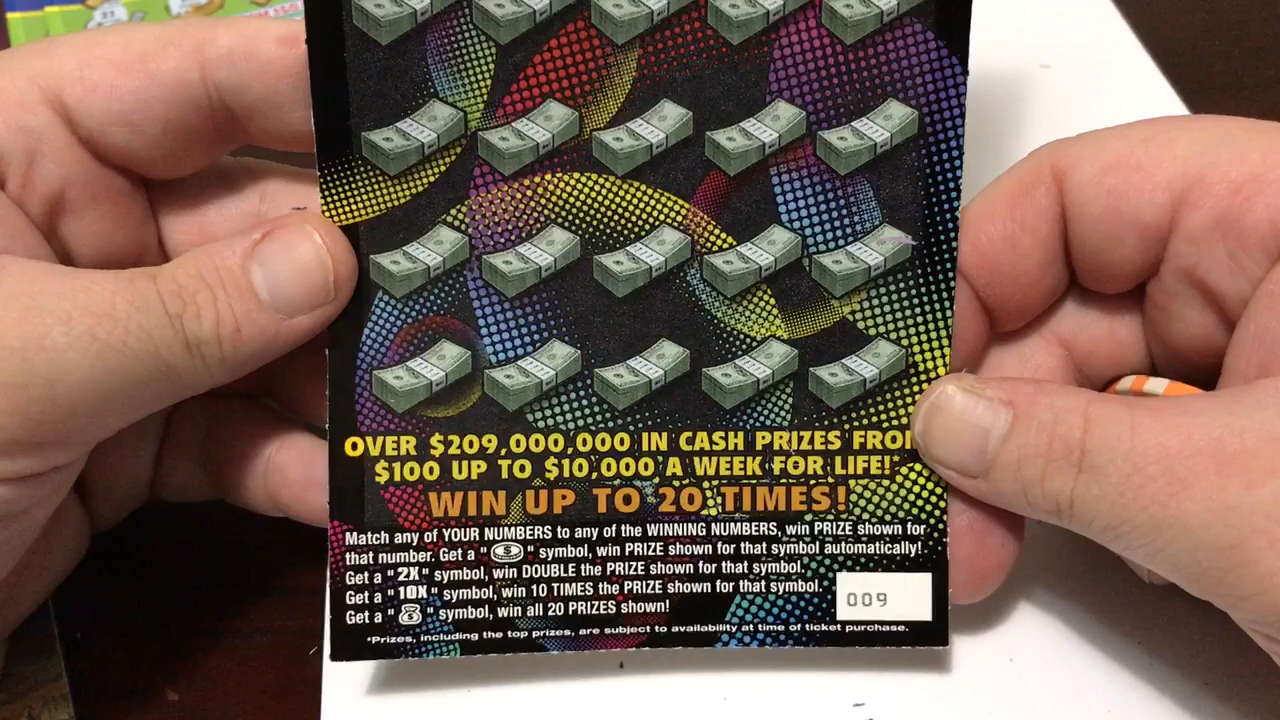 OVER $209,000,000 IN CASH PRIZES FROM
$100 UP TO $10,000 A WEEK FOR LIFE!*
WIN UP TO 20 TIMES!
Match any of YOUR NUMBERS to any of the WINNING NUMBERS, win PRIZE shown for
that number. Get a " $ " symbol, win PRIZE shown for that symbol automatically!
Get a "2X" symbol, win DOUBLE the PRIZE shown for that symbol.
Get a "10X" symbol, win 10 TIMES the PRIZE shown for that symbol.
Get a " $ " symbol, win all 20 PRIZES shown!
009
*Prizes, including the top prizes, are subject to availability at time of ticket purchase.